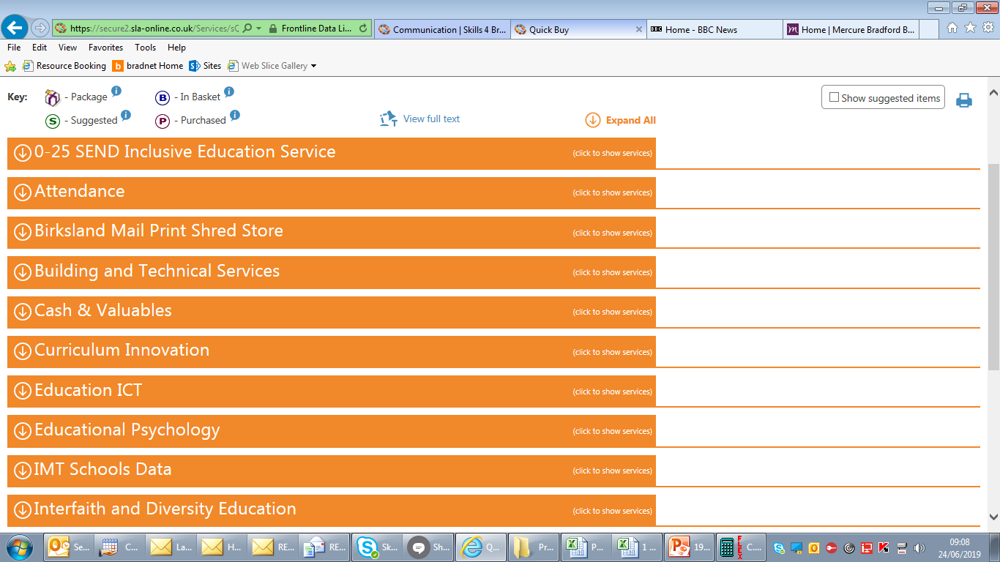 https://secure2.sla-online.co.uk/Services/sQ
Frontline Data Li...
Communication | Skills 4 Br...
Quick Buy
BBC Home - BBC News
m Home | Mercure Bradford B...
File Edit View Favorites Tools Help
Resource Booking b bradnet Home S Sites Web Slice Gallery
Key: - Package i B - In Basket i
Show suggested items
S - Suggested i P - Purchased i View full text Expand All
0-25 SEND Inclusive Education Service (click to show services)
Attendance (click to show services)
Birksland Mail Print Shred Store (click to show services)
Building and Technical Services (click to show services)
Cash & Valuables (click to show services)
Curriculum Innovation (click to show services)
Education ICT (click to show services)
Educational Psychology (click to show services)
IMT Schools Data (click to show services)
Interfaith and Diversity Education (click to show services)
Se... C... La... H... RE... RE... Sk... Sh... Q... Pr... P... 1 ... 19... FLEX C...
09:08
24/06/2019